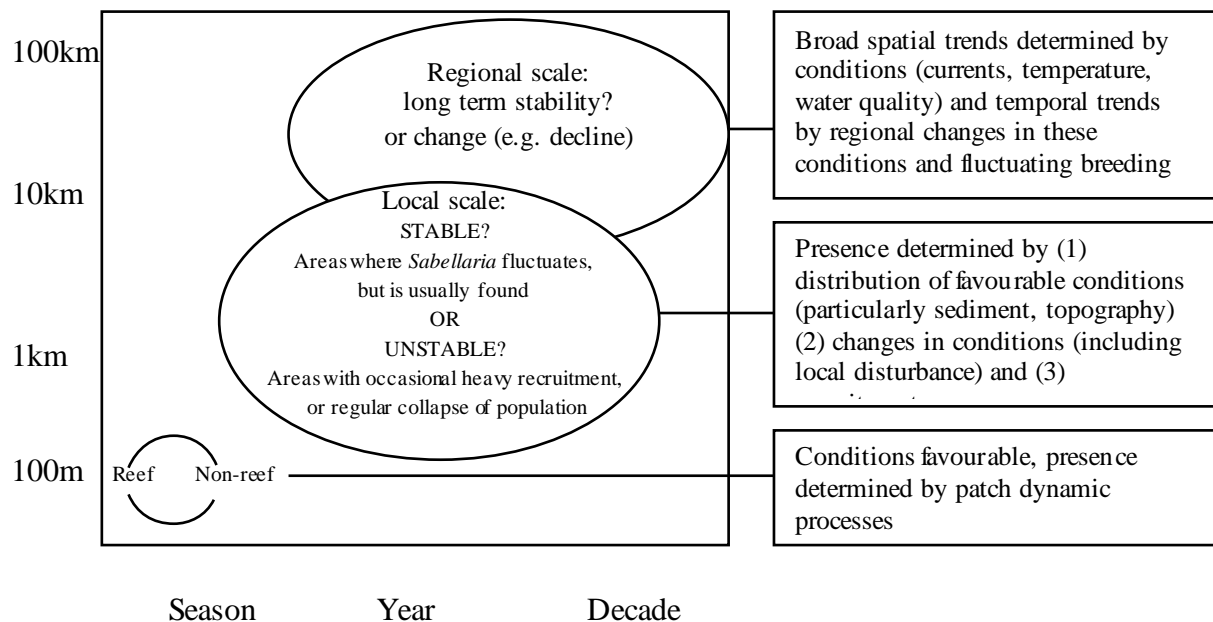 100km
10km
1km
100m
Regional scale:
long term stability?
or change (e.g. decline)
Local scale:
STABLE?
Areas where Sabellaria fluctuates,
but is usually found
OR
UNSTABLE?
Areas with occasional heavy recruitment,
or regular collapse of population
Reef Non-reef
Broad spatial trends determined by
conditions (currents, temperature,
water quality) and temporal trends
by regional changes in these
conditions and fluctuating breeding
Presence determined by (1)
distribution of favourable conditions
(particularly sediment, topography)
(2) changes in conditions (including
local disturbance) and (3)
Conditions favourable, presence
determined by patch dynamic
processes
Season Year Decade